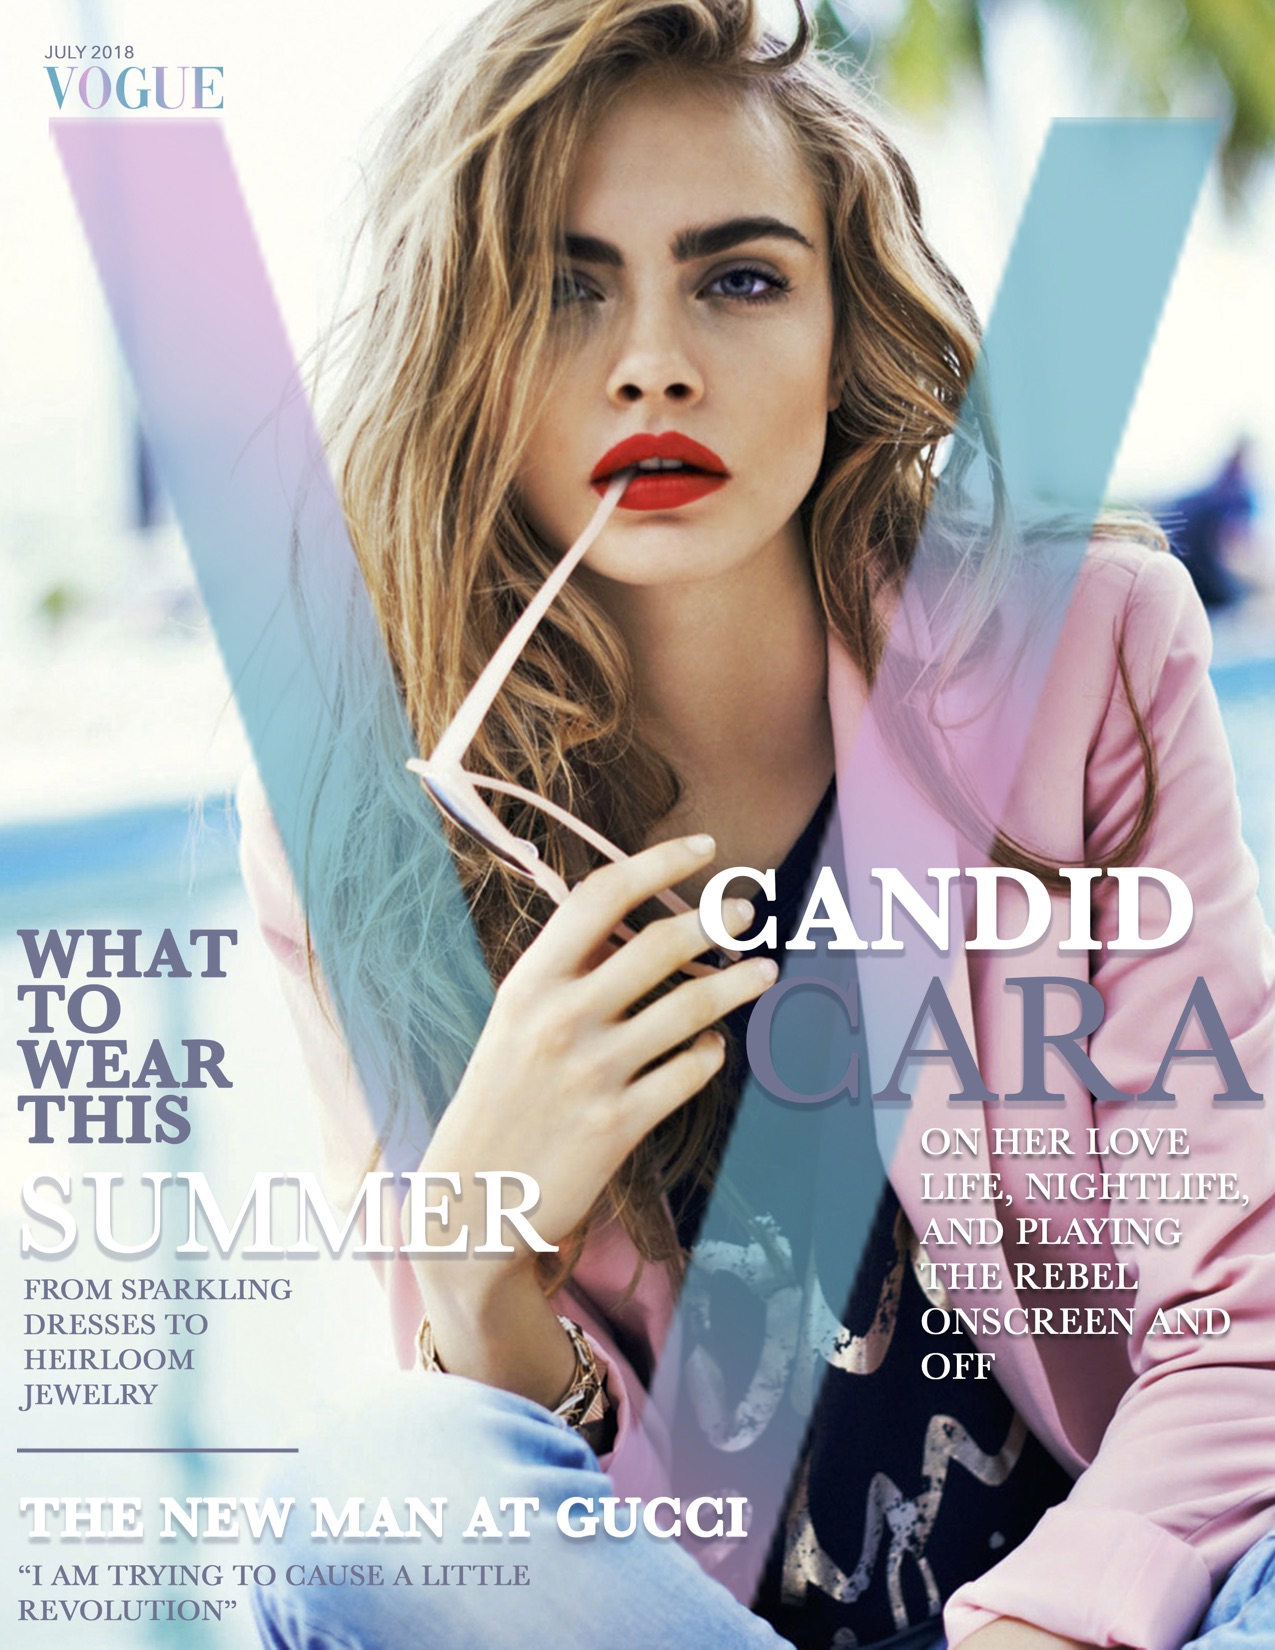 JULY 2018
VOGUE
V
CANDID
CARA
ON HER LOVE
LIFE, NIGHTLIFE,
AND PLAYING
THE REBEL
ONSCREEN AND
OFF
WHAT
TO
WEAR
THIS
SUMMER
FROM SPARKLING
DRESSES TO
HEIRLOOM
JEWELRY
THE NEW MAN AT GUCCI
“I AM TRYING TO CAUSE A LITTLE
REVOLUTION”